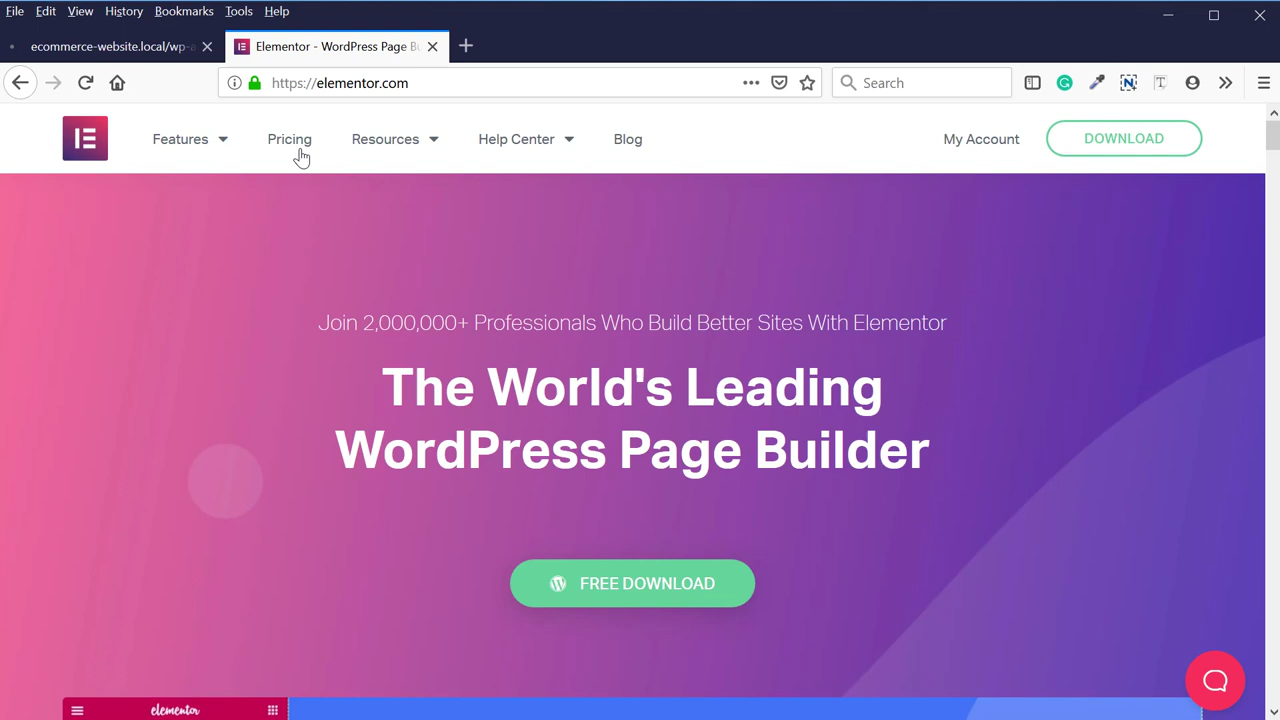 File Edit View History Bookmarks Tools Help
ecommerce-website.local/wp-a
Elementor - WordPress Page Bu
https://elementor.com
Search
Features
Pricing
Resources
Help Center
Blog
My Account
DOWNLOAD
Join 2,000,000+ Professionals Who Build Better Sites With Elementor
The World's Leading
WordPress Page Builder
FREE DOWNLOAD
elementor